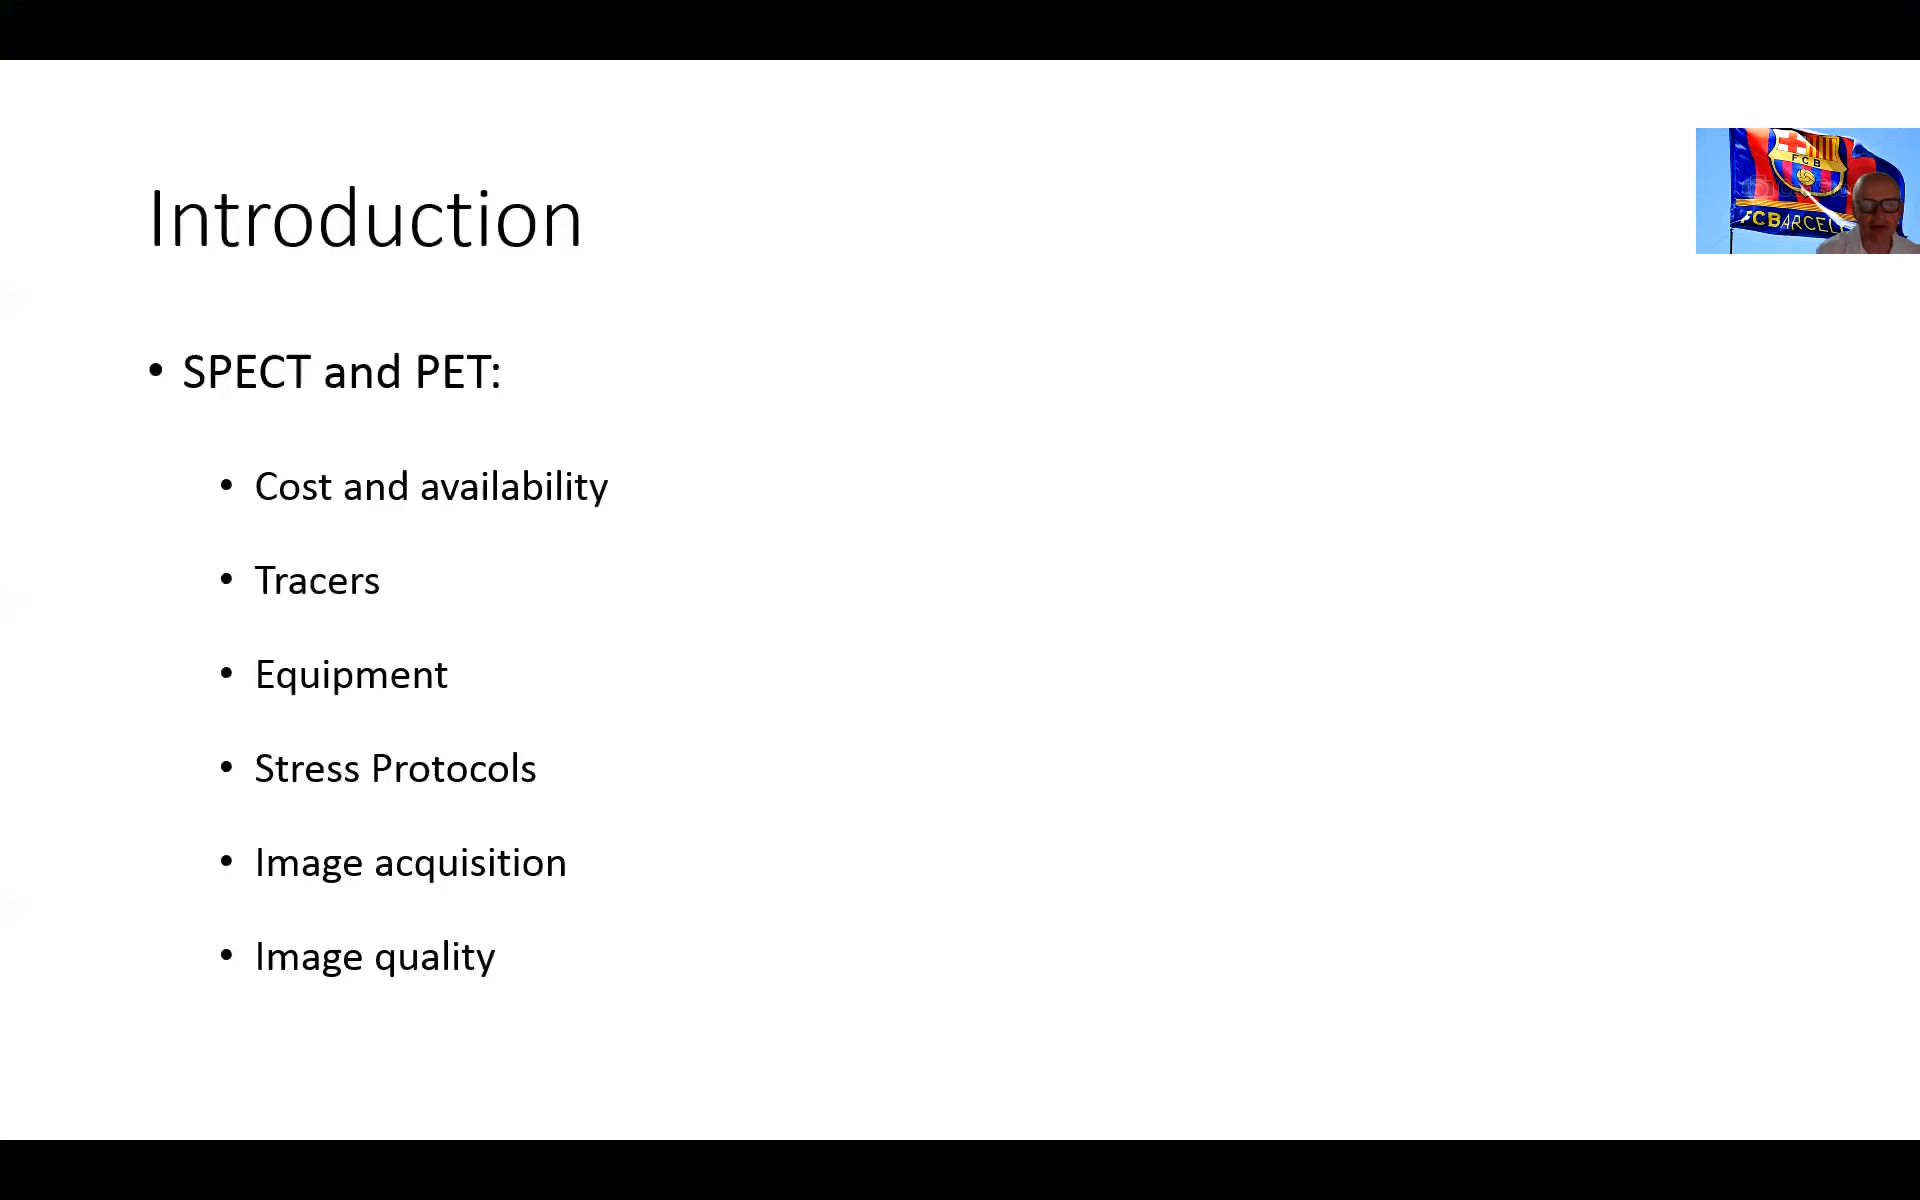 Introduction
• SPECT and PET:
• Cost and availability
• Tracers
• Equipment
• Stress Protocols
• Image acquisition
• Image quality
FCB
FCBARCEL